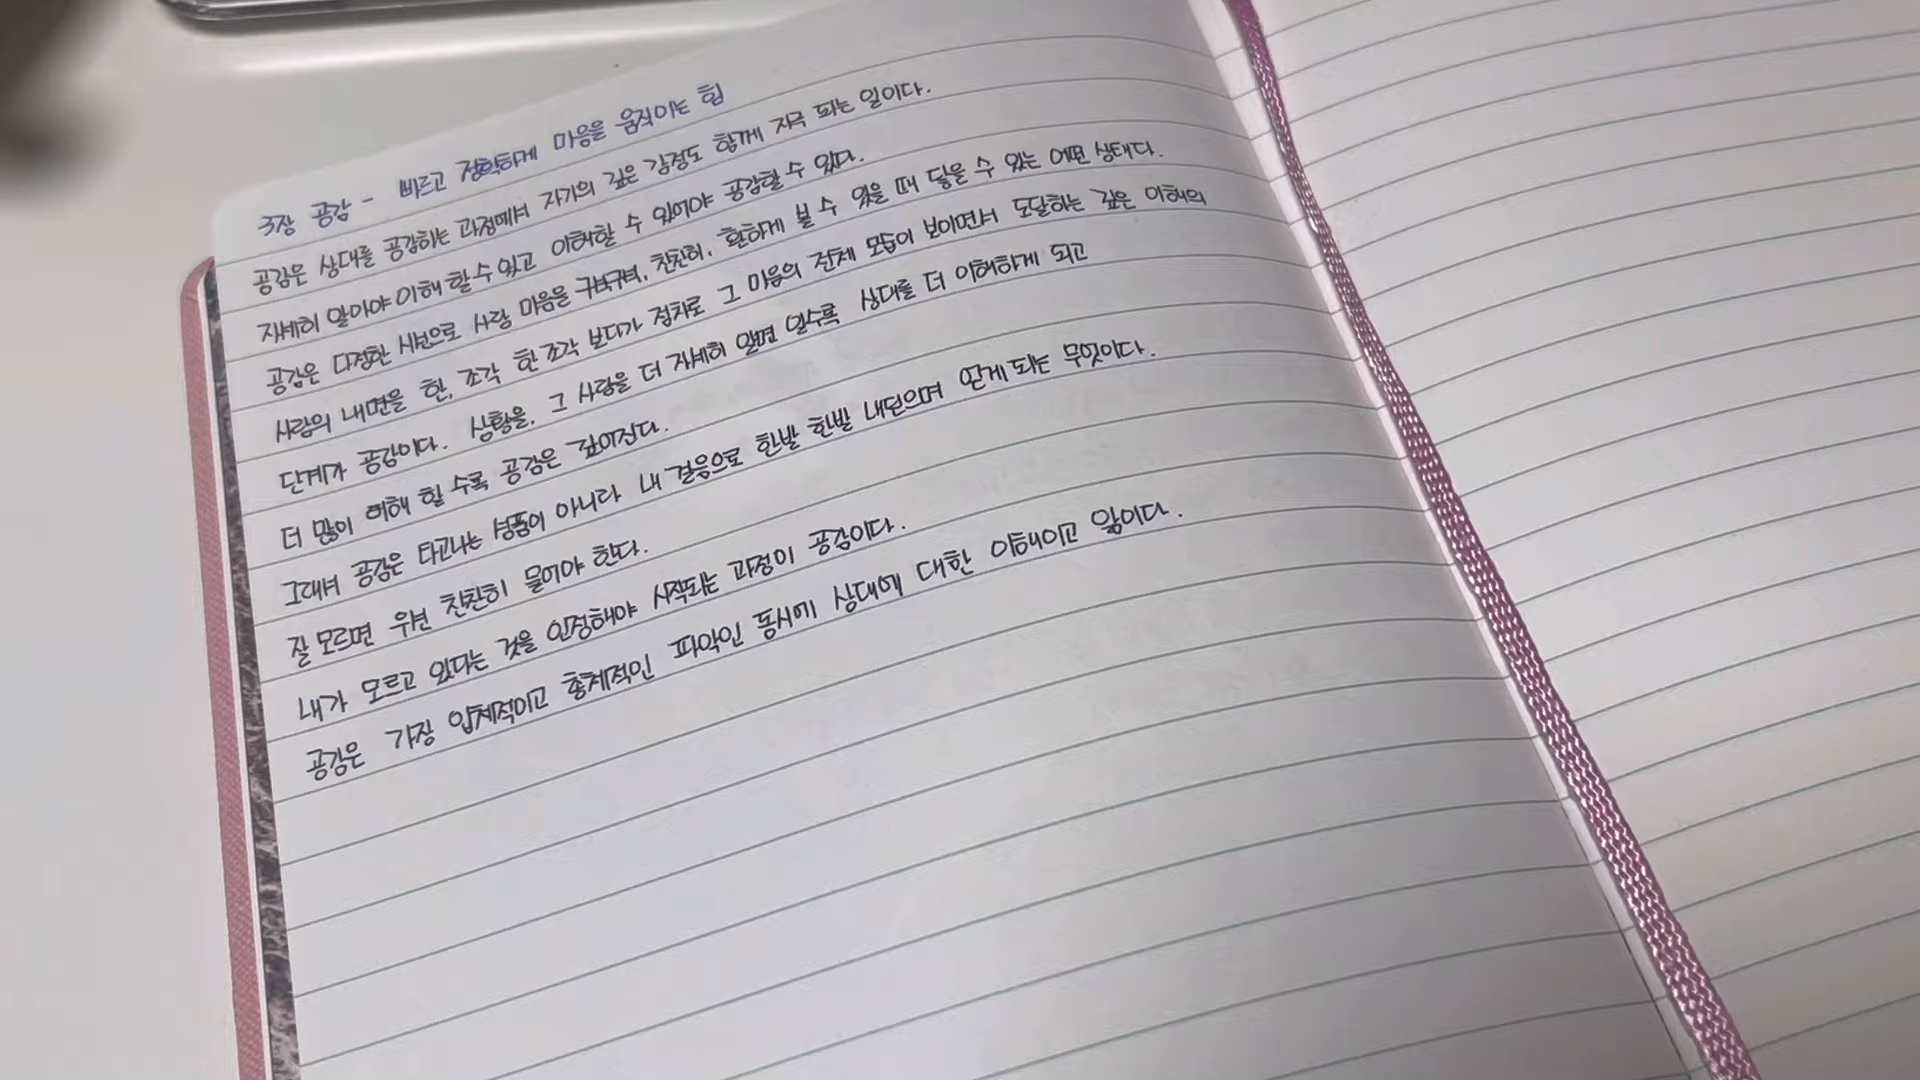 3장 공감 - 빠르고 정확하게 마음을 움직이는 힘
공감은 상대를 공감하는 과정에서 자기의 깊은 감정도 함께 자극 되는 일이다.
자세히 알아야 이해 할 수 있고 이해할 수 있어야 공감할 수 있다.
공감은 다정한 시선으로 사람 마음을 구석구석, 찬찬히, 환하게 볼 수 있을 때 닿을 수 있는 어떤 상태다.
사람의 내면을 한, 조각 한 조각 보다가 점차로 그 마음의 전체 모습이 보이면서 도달하는 깊은 이해의
단계가 공감이다. 상황을, 그 사람을 더 자세히 알면 알수록 상대를 더 이해하게 되고
더 많이 이해 할 수록 공감은 깊어진다.
그래서 공감은 타고나는 성품이 아니라 내 걸음으로 한발 한발 내딛으며 얻게 되는 무엇이다.
잘 모르면 우선 찬찬히 물어야 한다.
내가 모르고 있다는 것을 인정해야 시작되는 과정이 공감이다.
공감은 가장 입체적이고 총체적인 파악인 동시에 상대에 대한 이해이고 앎이다.